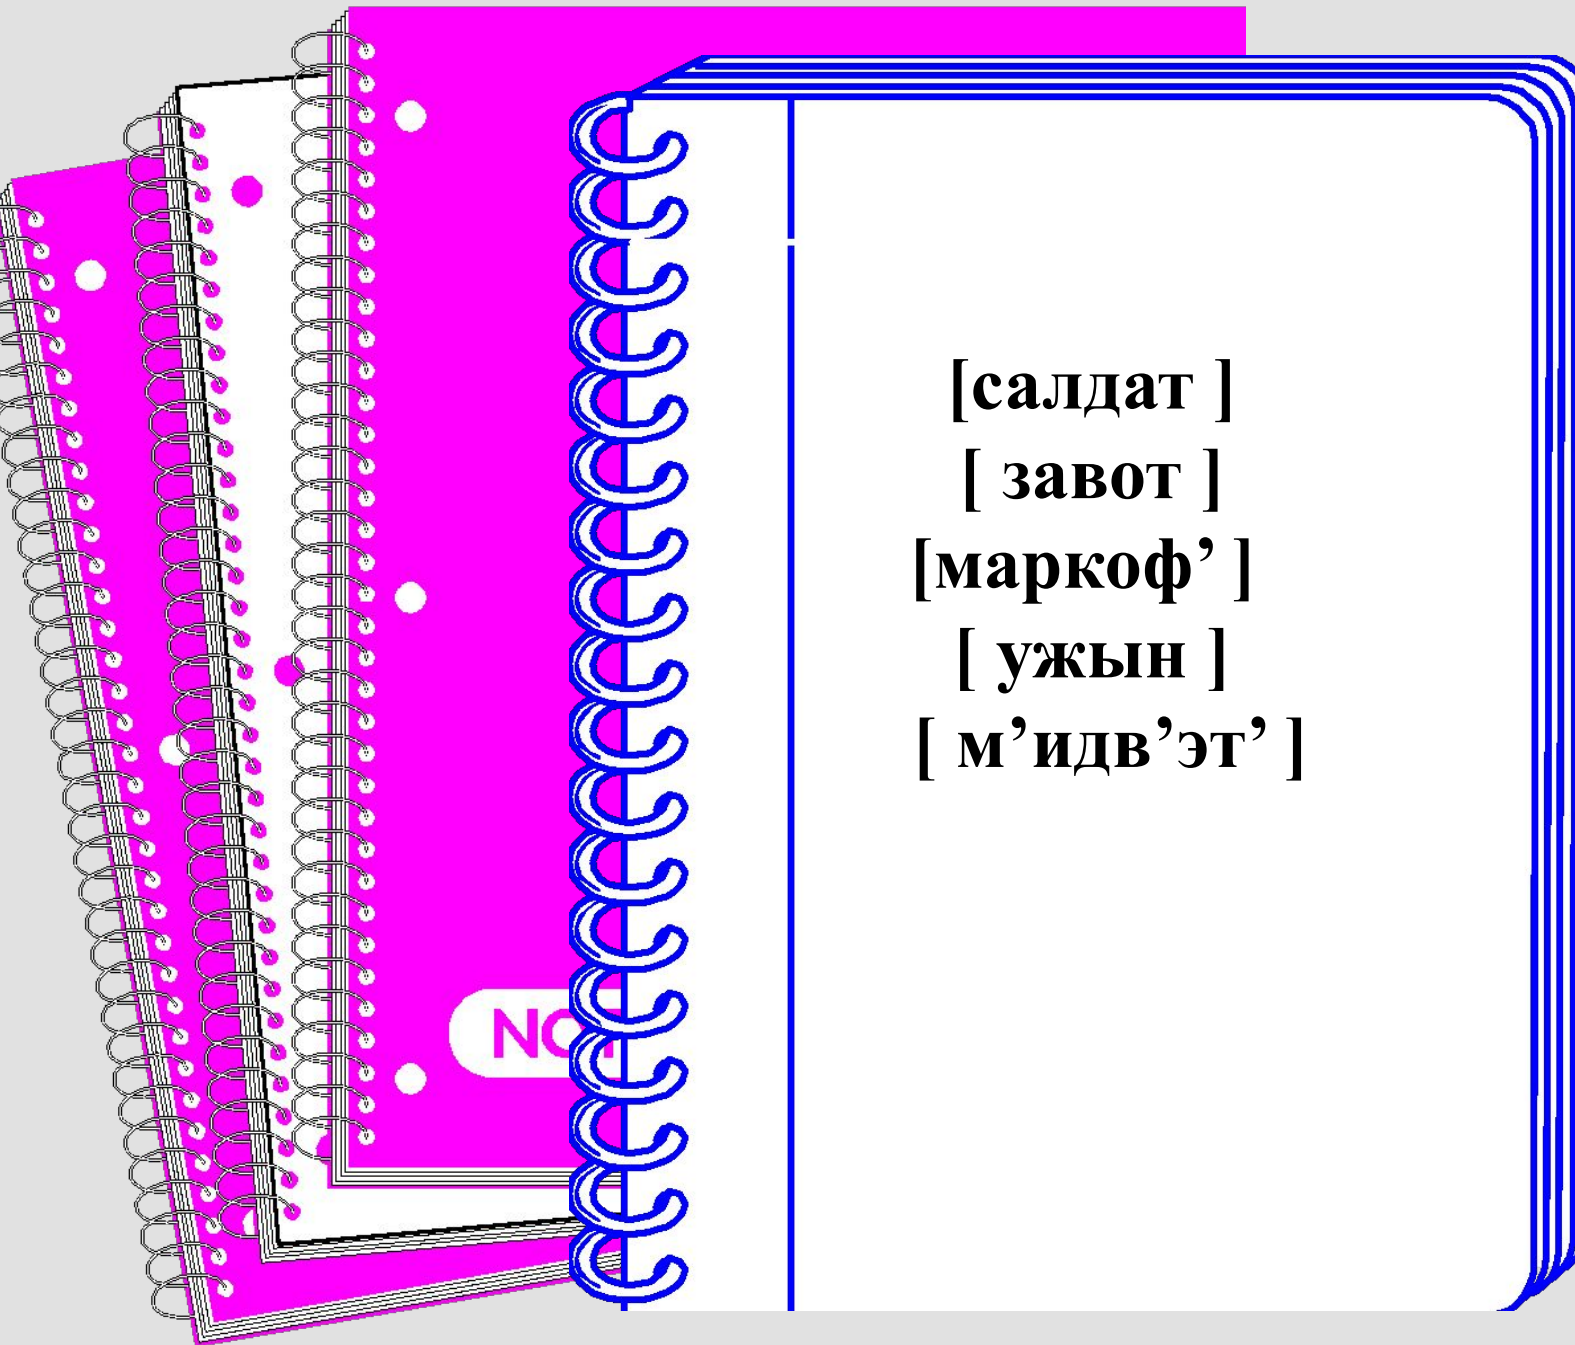 [салдат ]
[ завот ]
[маркоф’ ]
[ ужын ]
[ м’идв’эт’ ]